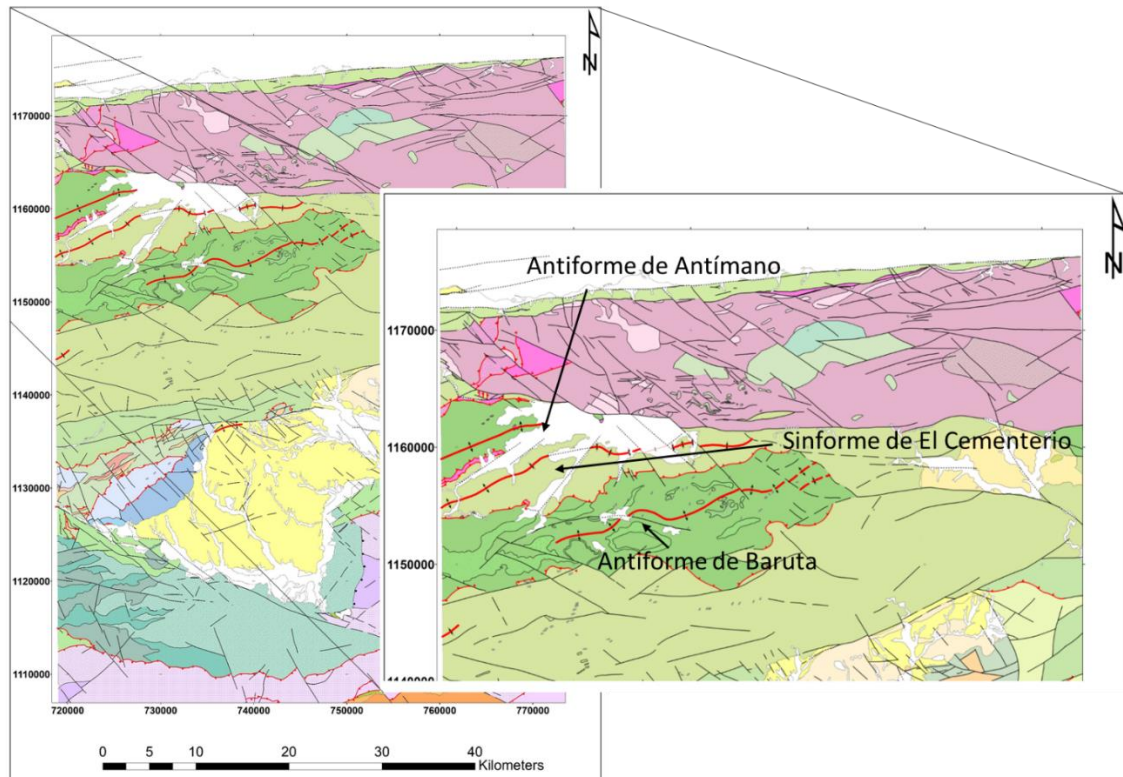 N
1170000
1160000
1150000
1140000
1130000
1120000
1110000
720000 730000 740000 750000 760000 770000
0 5 10 20 30 40
Kilometers
N
Antiforme de Antímano
1170000
1160000
Sinforme de El Cementerio
Antiforme de Baruta
1150000